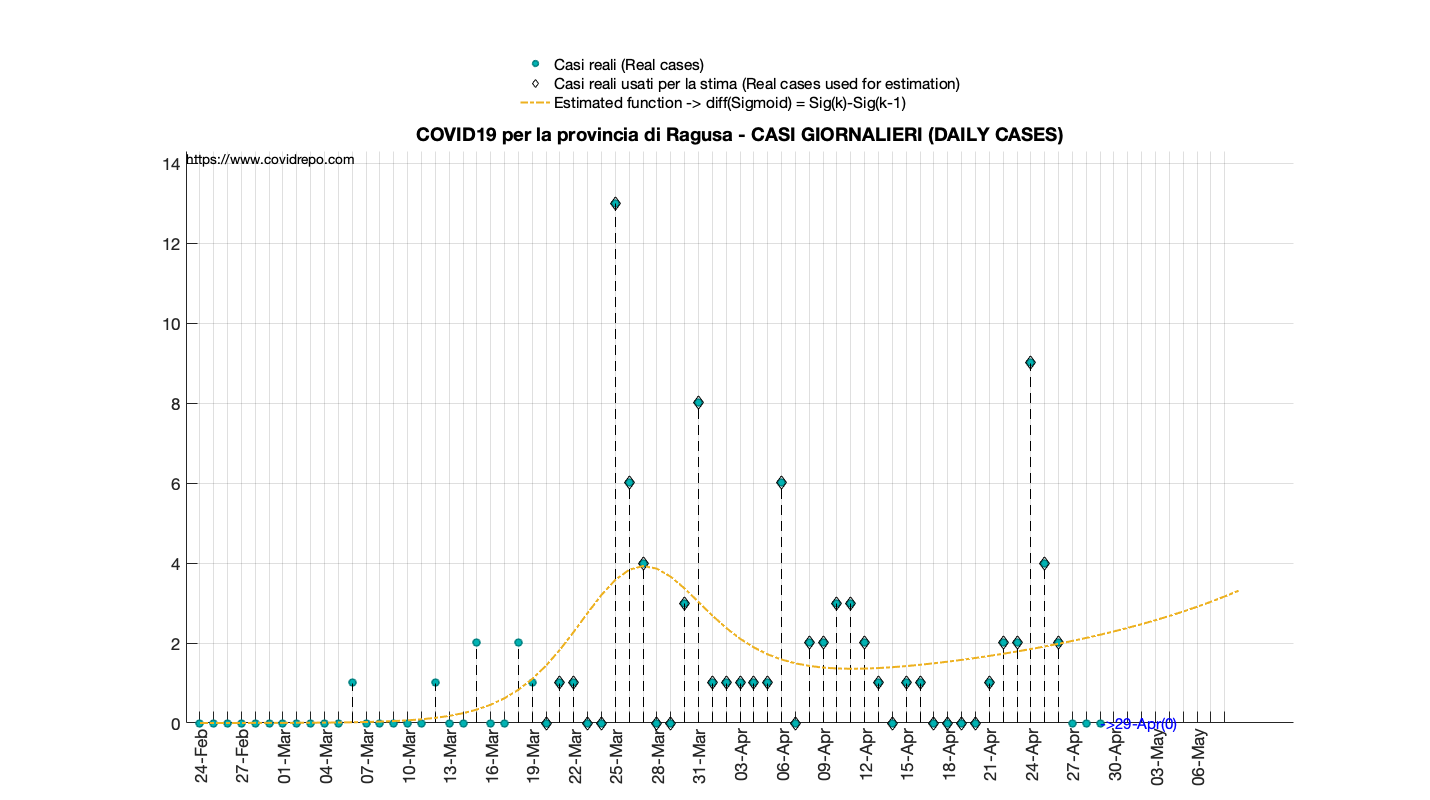 Casi reali (Real cases)
Casi reali usati per la stima (Real cases used for estimation)
Estimated function -> diff(Sigmoid) = Sig(k)-Sig(k-1)
COVID19 per la provincia di Ragusa - CASI GIORNALIERI (DAILY CASES)
https://www.covidrepo.com
14
12
10
8
6
4
2
0
->29-Apr(0)
24-Feb
27-Feb
01-Mar
04-Mar
07-Mar
10-Mar
13-Mar
16-Mar
19-Mar
22-Mar
25-Mar
28-Mar
31-Mar
03-Apr
06-Apr
09-Apr
12-Apr
15-Apr
18-Apr
21-Apr
24-Apr
27-Apr
30-Apr
03-May
06-May